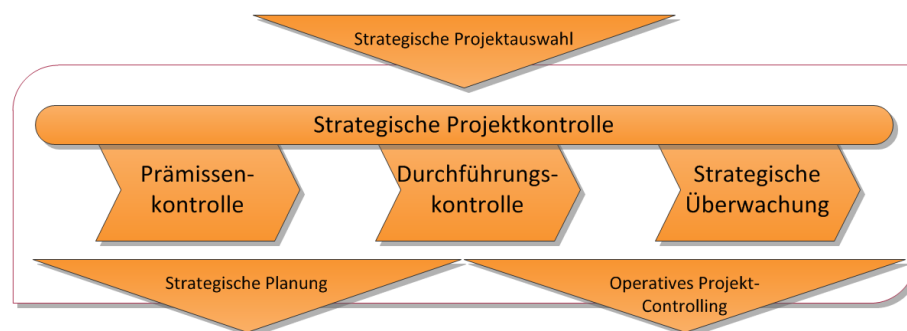 Strategische Projektauswahl
Strategische Projektkontrolle
Prämissen-
kontrolle
Durchführungs-
kontrolle
Strategische
Überwachung
Strategische Planung
Operatives Projekt-
Controlling